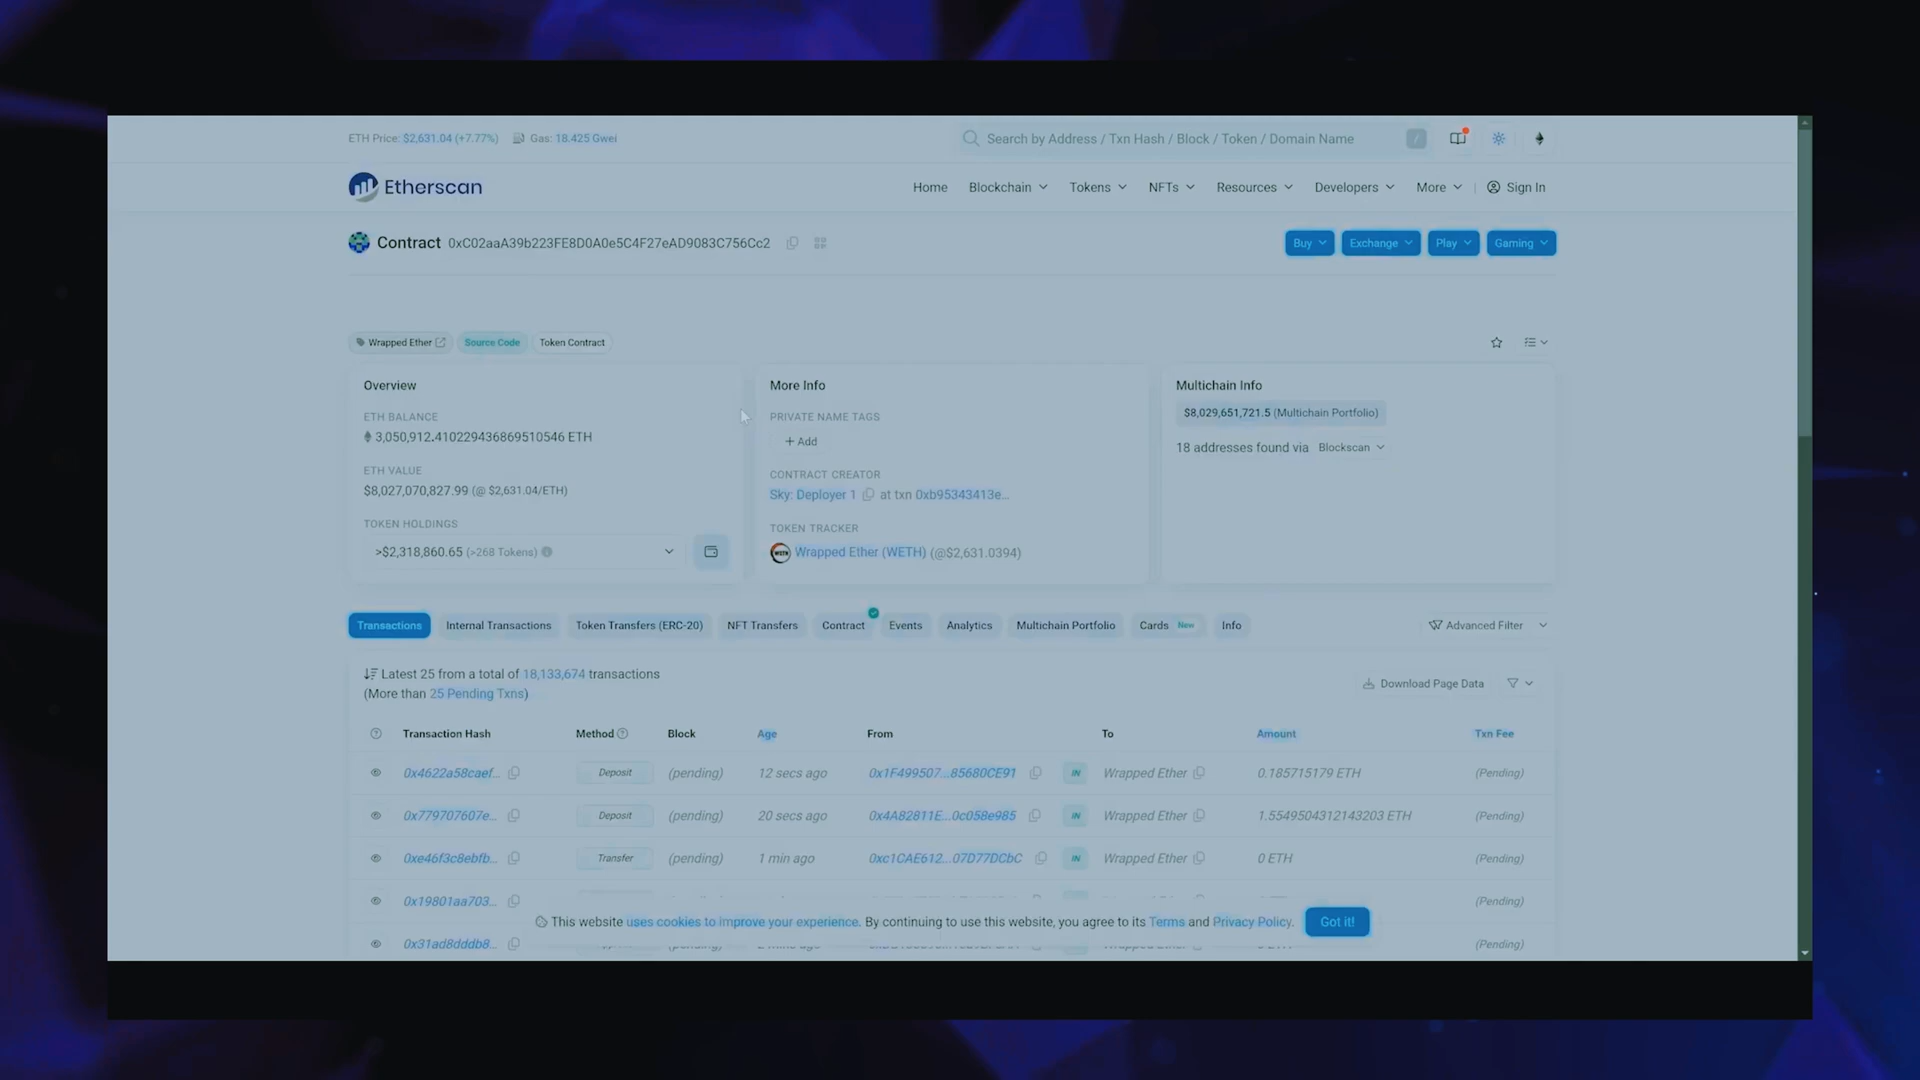 ETH Price: $2,631.04 (+7.77%) Gas: 18.425 Gwei
Search by Address / Txn Hash / Block / Token / Domain Name /
Etherscan
Home Blockchain Tokens NFTs Resources Developers More | Sign In
Contract 0xC02aaA39b223FE8D0A0e5C4F27eAD9083C756Cc2
Buy Exchange Play Gaming
Wrapped Ether Source Code Token Contract
Overview
ETH BALANCE
3,050,912.410229436869510546 ETH
ETH VALUE
$8,027,070,827.99 (@ $2,631.04/ETH)
TOKEN HOLDINGS
>$2,318,860.65 (>268 Tokens)
More Info
PRIVATE NAME TAGS
+ Add
CONTRACT CREATOR
Sky: Deployer 1 at txn 0xb95343413e...
TOKEN TRACKER
Wrapped Ether (WETH) (@$2,631.0394)
Multichain Info
$8,029,651,721.5 (Multichain Portfolio)
18 addresses found via Blockscan
Transactions Internal Transactions Token Transfers (ERC-20) NFT Transfers Contract Events Analytics Multichain Portfolio Cards New Info Advanced Filter
Latest 25 from a total of 18,133,674 transactions
(More than 25 Pending Txns)
Download Page Data
Transaction Hash Method Block Age From To Amount Txn Fee
0x4622a58caef... Deposit (pending) 12 secs ago 0x1F499507...85680CE91 IN Wrapped Ether 0.185715179 ETH (Pending)
0x779707607e... Deposit (pending) 20 secs ago 0x4A82811E...0c058e985 IN Wrapped Ether 1.5549504312143203 ETH (Pending)
0xe46f3c8ebfb... Transfer (pending) 1 min ago 0xc1CAE612...07D77DCbC IN Wrapped Ether 0 ETH (Pending)
0x19801aa703... (Pending)
This website uses cookies to improve your experience. By continuing to use this website, you agree to its Terms and Privacy Policy. Got it!
0x31ad8dddb8... (Pending)